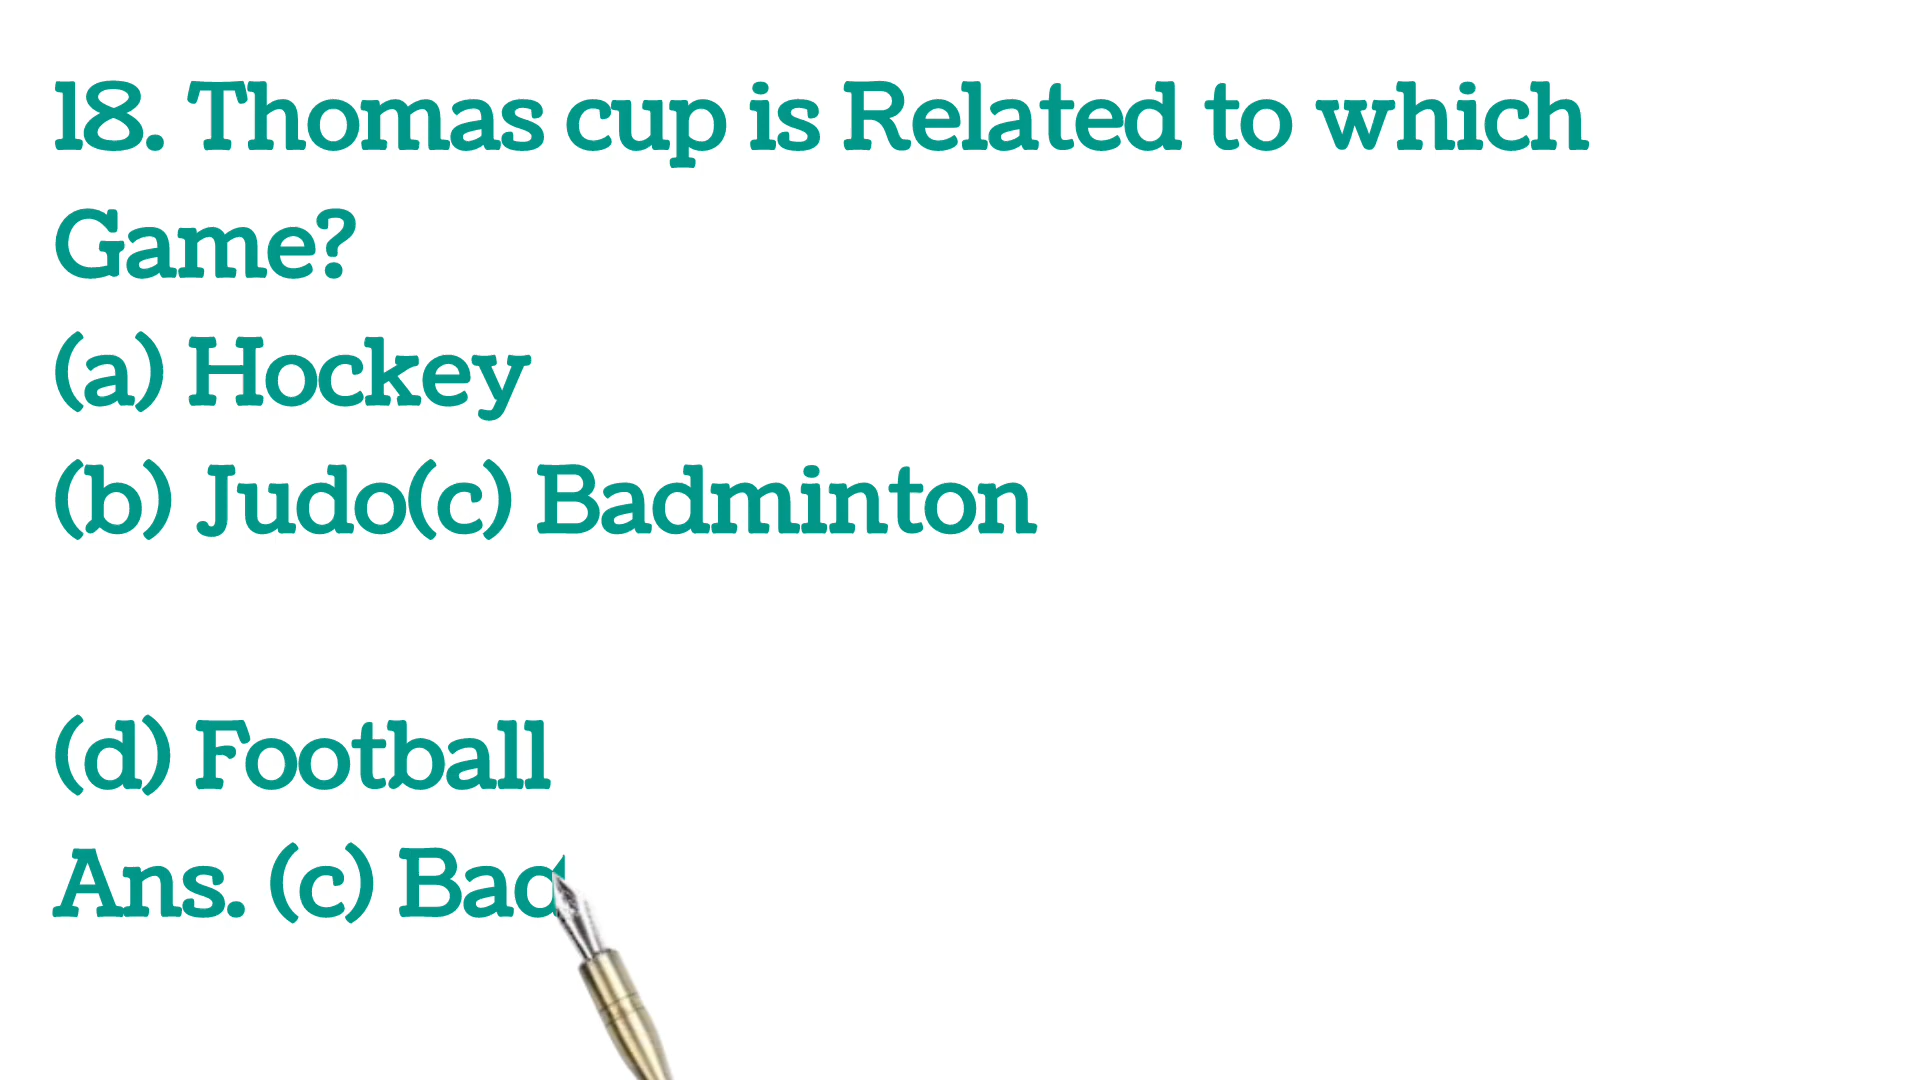 18. Thomas cup is Related to which
Game?
(a) Hockey
(b) Judo(c) Badminton
(d) Football
Ans. (c) Bad